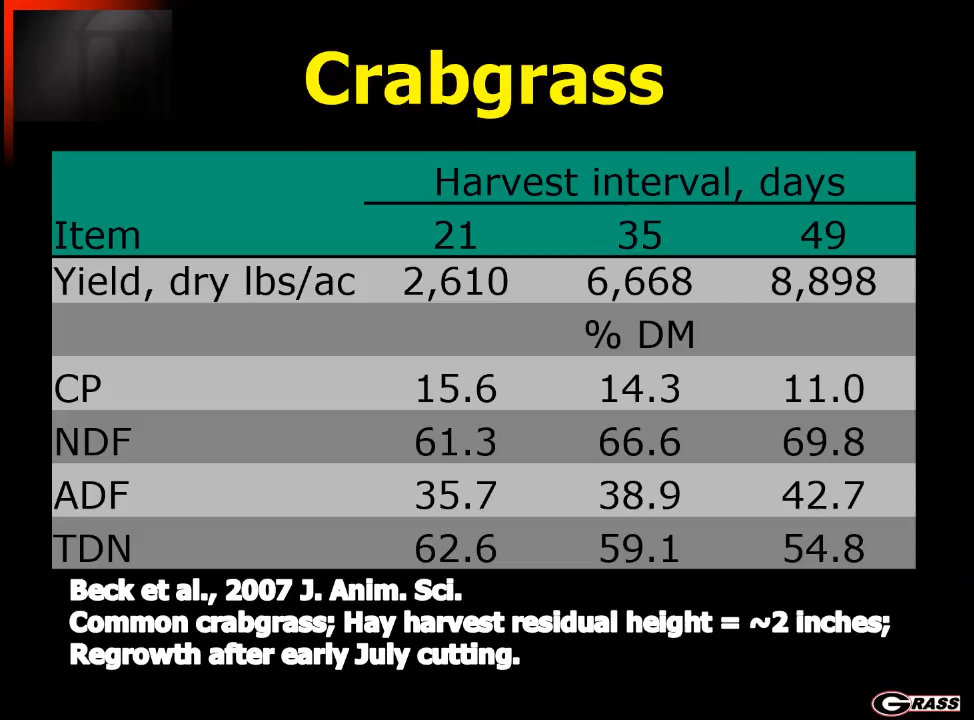 Crabgrass
Harvest interval, days
Item 21 35 49
Yield, dry lbs/ac 2,610 6,668 8,898
% DM
CP 15.6 14.3 11.0
NDF 61.3 66.6 69.8
ADF 35.7 38.9 42.7
TDN 62.6 59.1 54.8
Beck et al., 2007 J. Anim. Sci.
Common crabgrass; Hay harvest residual height = ~2 inches;
Regrowth after early July cutting.
GRASS